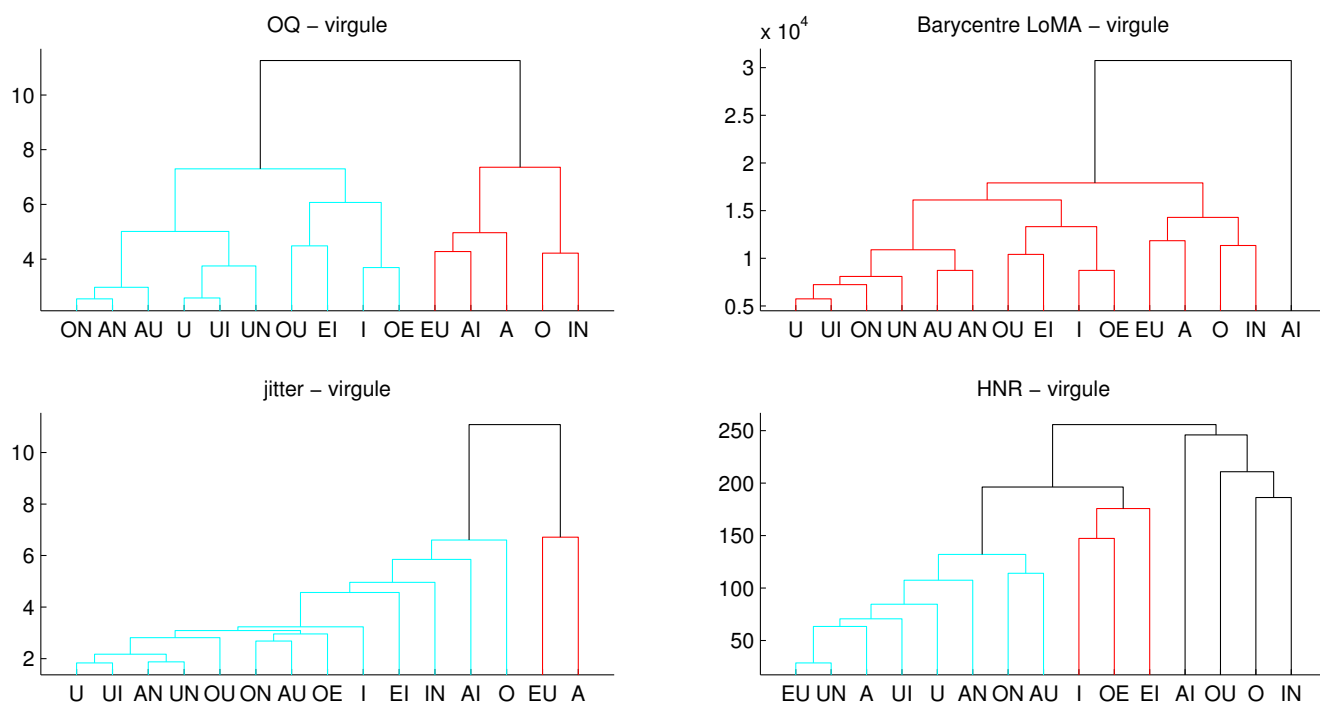 OQ − virgule
10
8
6
4
ON AN AU U UI UN OU EI I OE EU AI A O IN
Barycentre LoMA − virgule
x 10^4
3
2.5
2
1.5
1
0.5
U UI ON UN AU AN OU EI I OE EU A O IN AI
jitter − virgule
10
8
6
4
2
U UI AN UN OU ON AU OE I EI IN AI O EU A
HNR − virgule
250
200
150
100
50
EU UN A UI U AN ON AU I OE EI AI OU O IN